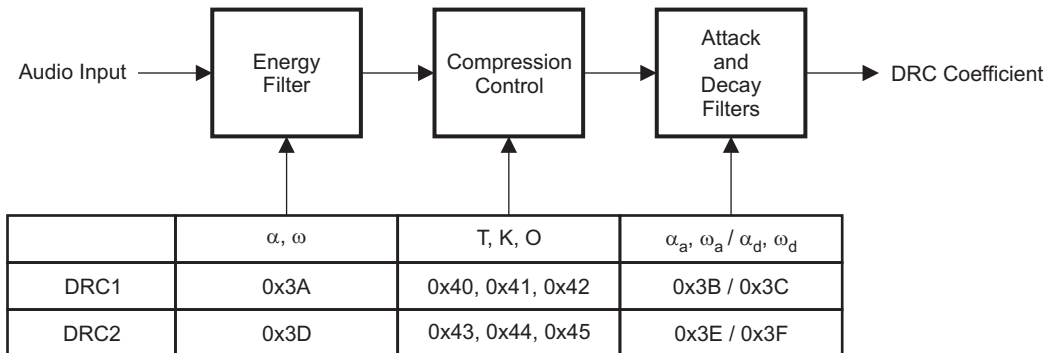 Audio Input
Energy
Filter
Compression
Control
Attack
and
Decay
Filters
DRC Coefficient
α, ω T, K, O αa, ωa / αd, ωd
DRC1 0x3A 0x40, 0x41, 0x42 0x3B / 0x3C
DRC2 0x3D 0x43, 0x44, 0x45 0x3E / 0x3F